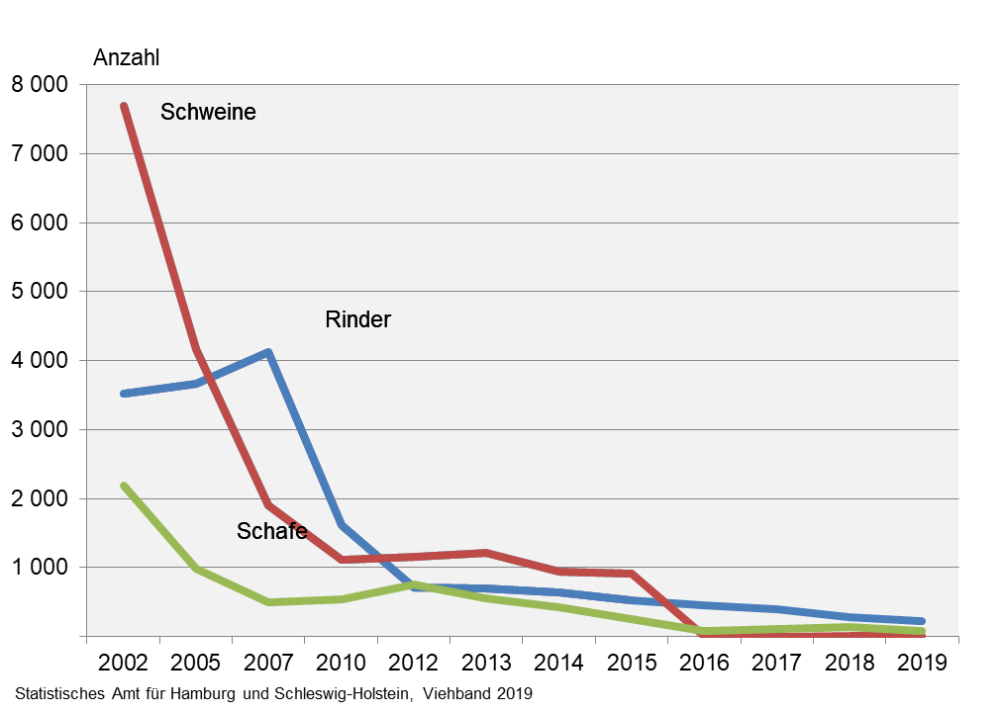 Anzahl
8 000
Schweine
7 000
6 000
5 000
Rinder
4 000
3 000
2 000
Schafe
1 000
2002 2005 2007 2010 2012 2013 2014 2015 2016 2017 2018 2019
Statistisches Amt für Hamburg und Schleswig-Holstein, Viehband 2019